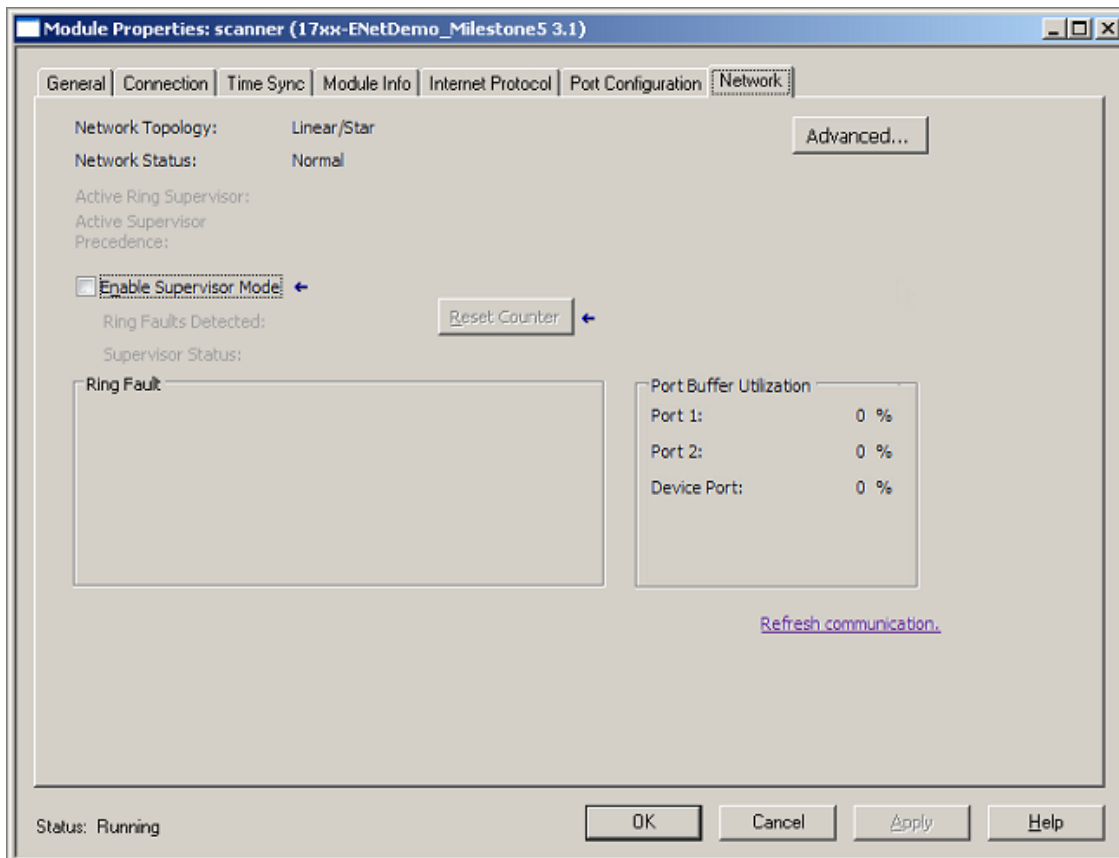 Module Properties: scanner (17xx-ENetDemo_Milestone5 3.1)
General Connection Time Sync Module Info Internet Protocol Port Configuration Network
Network Topology: Linear/Star
Advanced...
Network Status: Normal
Active Ring Supervisor:
Active Supervisor
Precedence:
Enable Supervisor Mode
Ring Faults Detected:
Reset Counter
Supervisor Status:
Ring Fault
Port Buffer Utilization
Port 1: 0 %
Port 2: 0 %
Device Port: 0 %
Refresh communication.
Status: Running
OK Cancel Apply Help